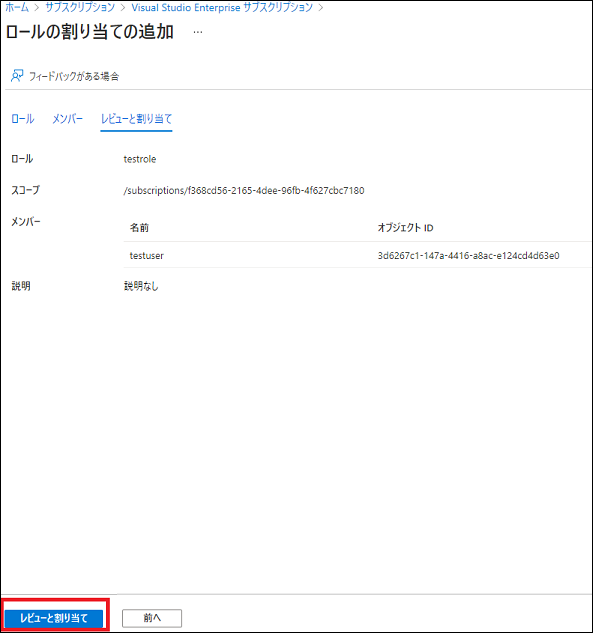 ホーム > サブスクリプション > Visual Studio Enterprise サブスクリプション >
ロールの割り当ての追加 ...
フィードバックがある場合
ロール メンバー レビューと割り当て
ロール testrole
スコープ /subscriptions/f368cd56-2165-4dee-96fb-4f627cbc7180
メンバー 名前 オブジェクト ID
testuser 3d6267c1-147a-4416-a8ac-e124cd4d63e0
説明 説明なし
レビューと割り当て 前へ